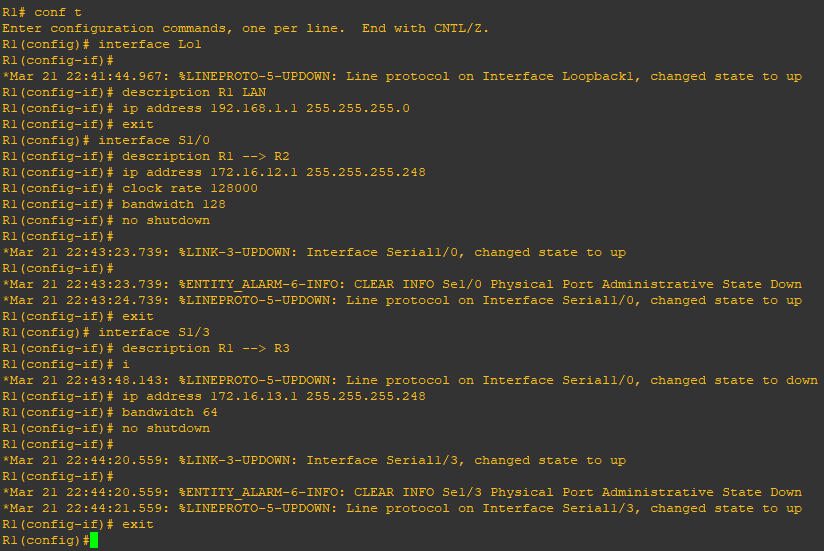 R1# conf t
Enter configuration commands, one per line.  End with CNTL/Z.
R1(config)# interface Lo1
R1(config-if)#
*Mar 21 22:41:44.967: %LINEPROTO-5-UPDOWN: Line protocol on Interface Loopback1, changed state to up
R1(config-if)# description R1 LAN
R1(config-if)# ip address 192.168.1.1 255.255.255.0
R1(config-if)# exit
R1(config)# interface S1/0
R1(config-if)# description R1 --> R2
R1(config-if)# ip address 172.16.12.1 255.255.255.248
R1(config-if)# clock rate 128000
R1(config-if)# bandwidth 128
R1(config-if)# no shutdown
R1(config-if)#
*Mar 21 22:43:23.739: %LINK-3-UPDOWN: Interface Serial1/0, changed state to up
R1(config-if)#
*Mar 21 22:43:23.739: %ENTITY_ALARM-6-INFO: CLEAR INFO Se1/0 Physical Port Administrative State Down
*Mar 21 22:43:24.739: %LINEPROTO-5-UPDOWN: Line protocol on Interface Serial1/0, changed state to up
R1(config-if)# exit
R1(config)# interface S1/3
R1(config-if)# description R1 --> R3
R1(config-if)# i
*Mar 21 22:43:48.143: %LINEPROTO-5-UPDOWN: Line protocol on Interface Serial1/0, changed state to down
R1(config-if)# ip address 172.16.13.1 255.255.255.248
R1(config-if)# bandwidth 64
R1(config-if)# no shutdown
R1(config-if)#
*Mar 21 22:44:20.559: %LINK-3-UPDOWN: Interface Serial1/3, changed state to up
R1(config-if)#
*Mar 21 22:44:20.559: %ENTITY_ALARM-6-INFO: CLEAR INFO Se1/3 Physical Port Administrative State Down
*Mar 21 22:44:21.559: %LINEPROTO-5-UPDOWN: Line protocol on Interface Serial1/3, changed state to up
R1(config-if)# exit
R1(config)#